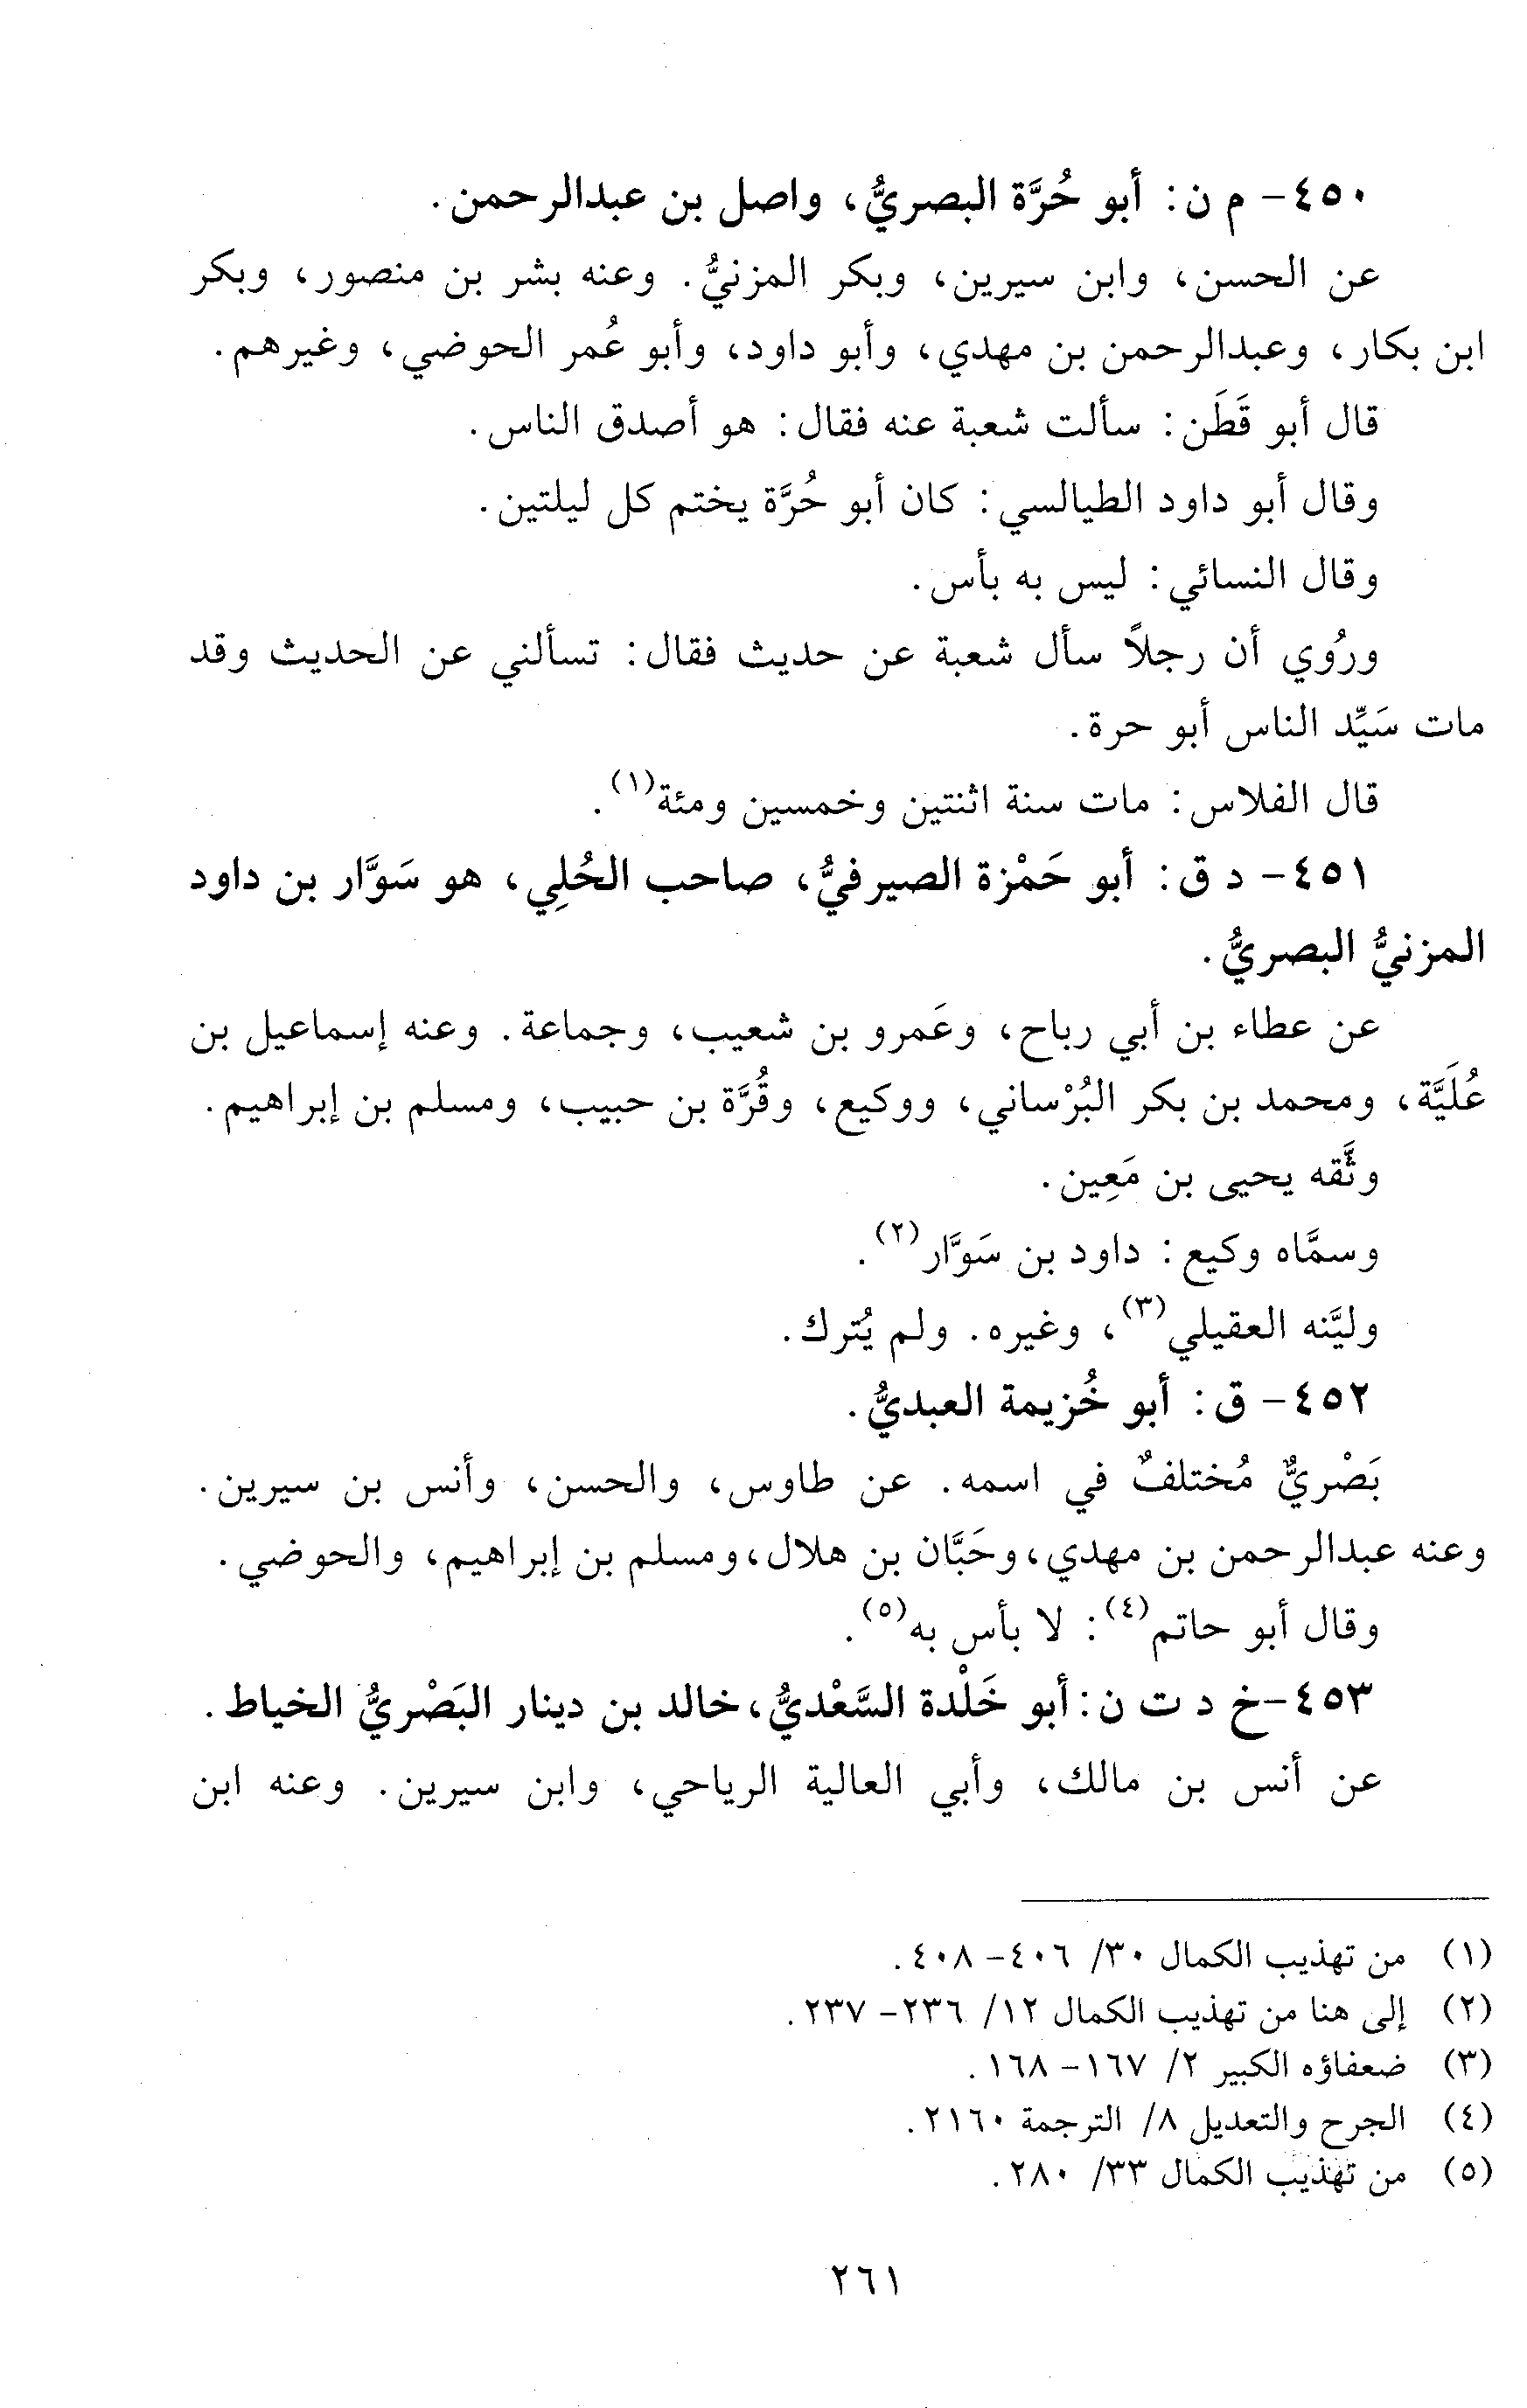 ٤٥٠- م ن: أبو حُرَّة البصريُّ، واصل بن عبدالرحمن.
عن الحسن، وابن سيرين، وبكر المزنيُّ. وعنه بشر بن منصور، وبكر
ابن بكار، وعبدالرحمن بن مهدي، وأبو داود، وأبو عُمر الحوضي، وغيرهم.
قال أبو قَطَن: سألت شعبة عنه فقال: هو أصدق الناس.
وقال أبو داود الطيالسي: كان أبو حُرَّة يختم كل ليلتين.
وقال النسائي: ليس به بأس.
ورُوي أن رجلاً سأل شعبة عن حديث فقال: تسألني عن الحديث وقد
مات سَيِّد الناس أبو حرة.
قال الفلاس: مات سنة اثنتين وخمسين ومئة(١).
٤٥١- د ق: أبو حَمْزة الصيرفيُّ، صاحب الحُلِي، هو سَوَّار بن داود
المزنيُّ البصريُّ.
عن عطاء بن أبي رباح، وعَمرو بن شعيب، وجماعة. وعنه إسماعيل بن
عُلَيَّة، ومحمد بن بكر البُرْساني، ووكيع، وقُرَّة بن حبيب، ومسلم بن إبراهيم.
وثَّقه يحيى بن مَعِين.
وسمَّاه وكيع: داود بن سَوَّار(٢).
وليَّنه العقيلي(٣)، وغيره. ولم يُترك.
٤٥٢- ق: أبو خُزيمة العبديُّ.
بَصْريٌّ مُختلفٌ في اسمه. عن طاوس، والحسن، وأنس بن سيرين.
وعنه عبدالرحمن بن مهدي، وحَبَّان بن هلال، ومسلم بن إبراهيم، والحوضي.
وقال أبو حاتم(٤): لا بأس به(٥).
٤٥٣-خ د ت ن: أبو خَلْدة السَّعْديُّ، خالد بن دينار البَصْريُّ الخياط.
عن أنس بن مالك، وأبي العالية الرياحي، وابن سيرين. وعنه ابن
(١) من تهذيب الكمال ٣٠/ ٤٠٦- ٤٠٨.
(٢) إلى هنا من تهذيب الكمال ١٢/ ٢٣٦- ٢٣٧.
(٣) ضعفاؤه الكبير ٢/ ١٦٧- ١٦٨.
(٤) الجرح والتعديل ٨/ الترجمة ٢١٦٠.
(٥) من تهذيب الكمال ٣٣/ ٢٨٠.
٢٦١